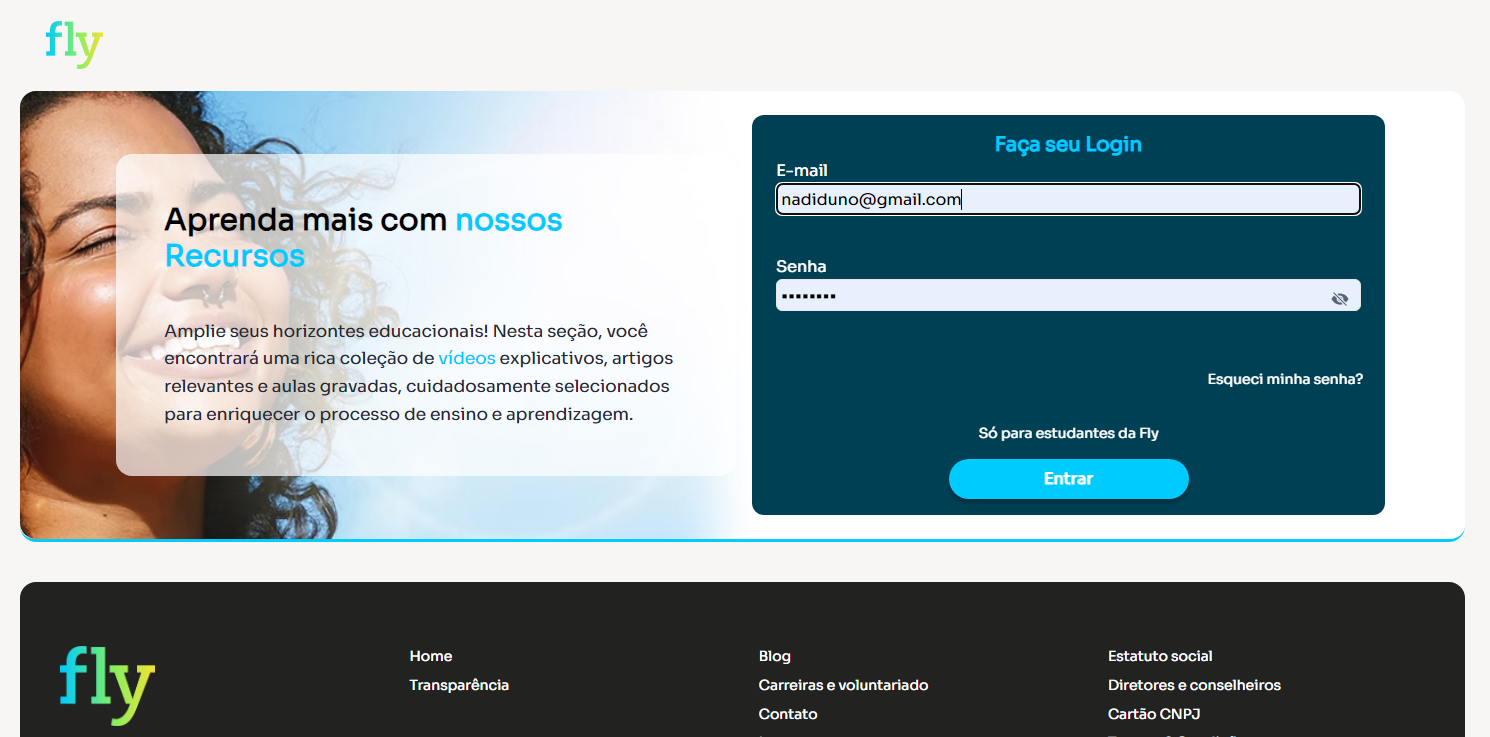 fly
Aprenda mais com nossos
Recursos
Amplie seus horizontes educacionais! Nesta seção, você
encontrará uma rica coleção de vídeos explicativos, artigos
relevantes e aulas gravadas, cuidadosamente selecionados
para enriquecer o processo de ensino e aprendizagem.
Faça seu Login
E-mail
nadiduno@gmail.com
Senha
••••••••
Esqueci minha senha?
Só para estudantes da Fly
Entrar
fly
Home
Transparência
Blog
Carreiras e voluntariado
Contato
Estatuto social
Diretores e conselheiros
Cartão CNPJ